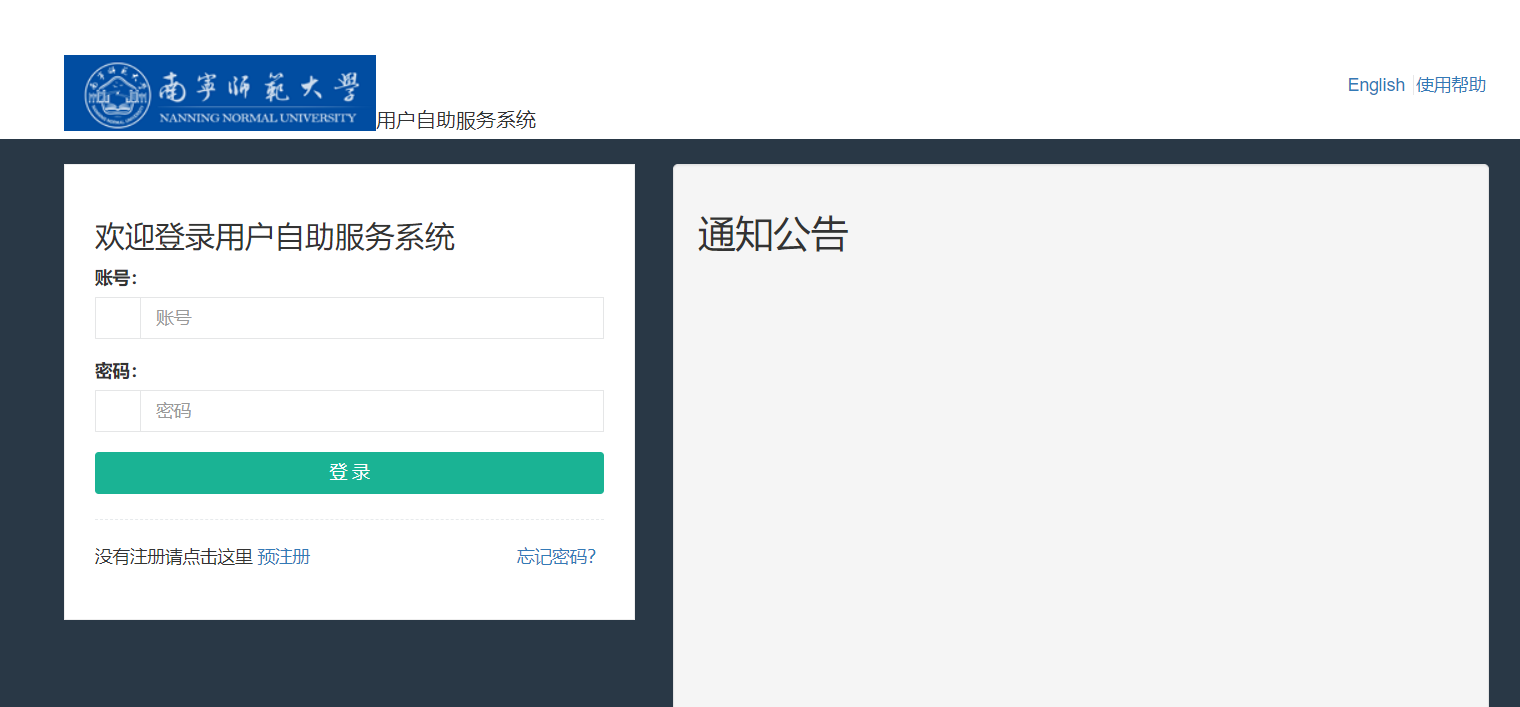 南寧師範大學
NANNING NORMAL UNIVERSITY
用户自助服务系统
English 使用帮助
欢迎登录用户自助服务系统
账号：
账号
密码：
密码
登 录
没有注册请点击这里 预注册
忘记密码？
通知公告